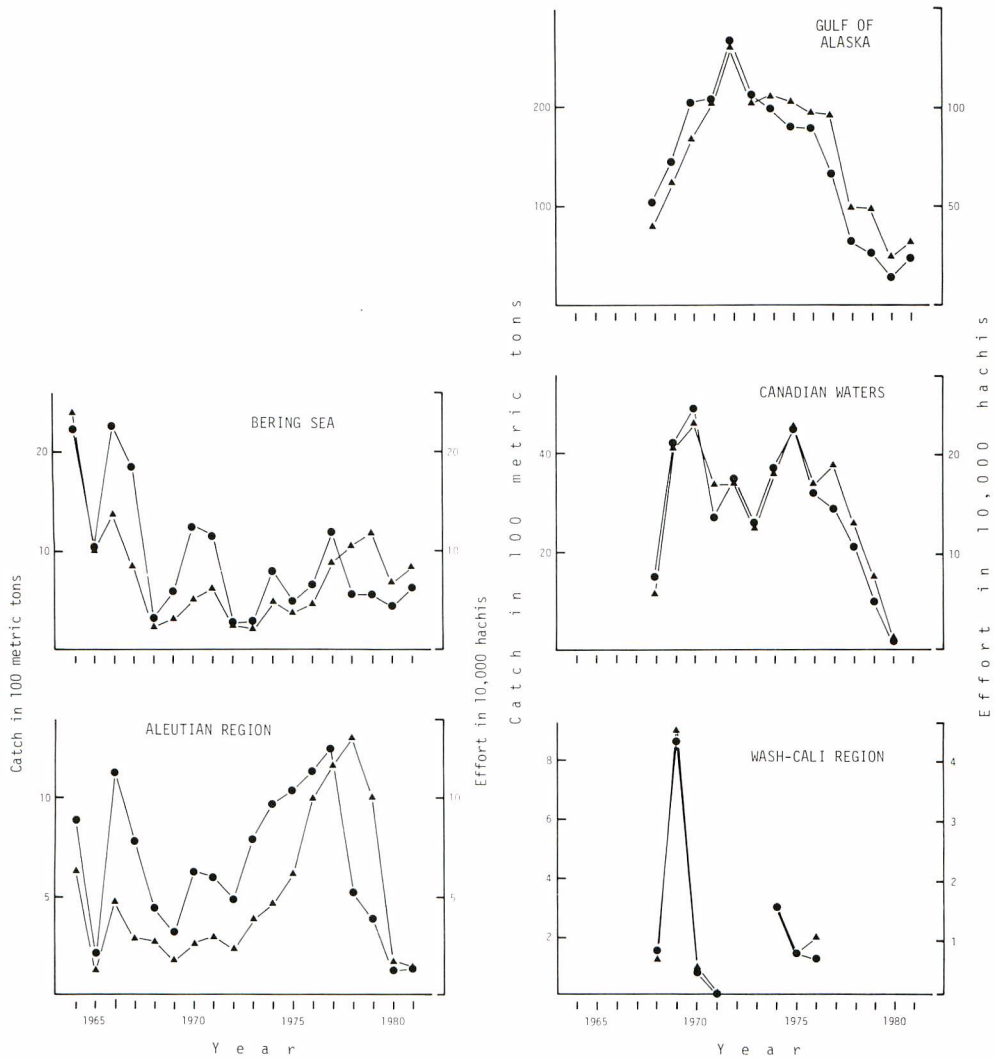 GULF OF
ALASKA
200
100
100
50
BERING SEA
20
10
20
10
CANADIAN WATERS
40
20
20
10
ALEUTIAN REGION
10
5
10
5
1965 1970 1975 1980
Y e a r
WASH-CALI REGION
8
6
4
2
4
3
2
1
1965 1970 1975 1980
Y e a r
Catch in 100 metric tons
Effort in 10,000 hachis
Catch in 100 metric tons
Effort in 10,000 hachis